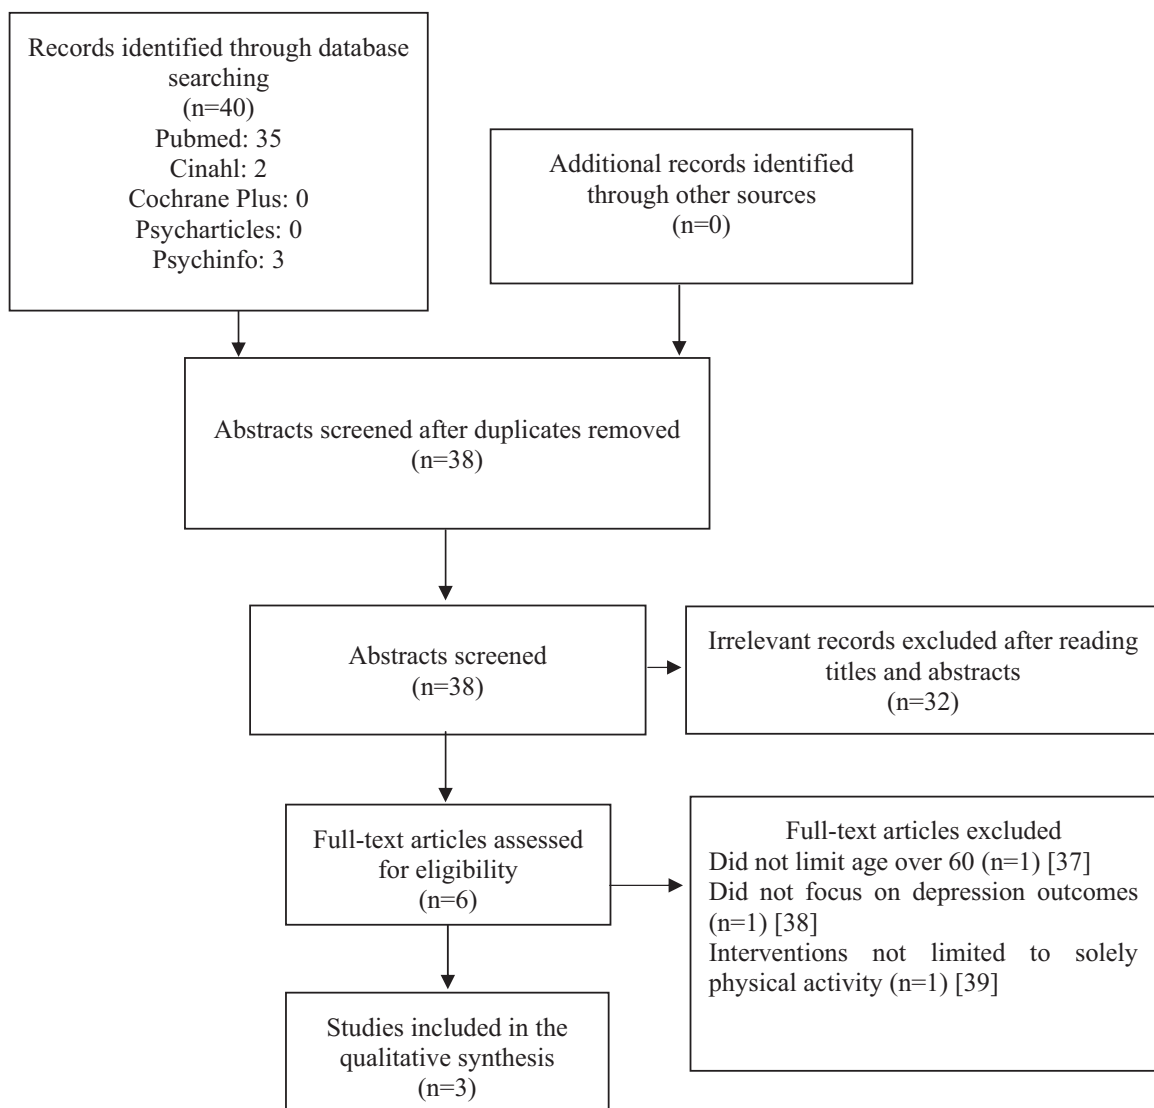 Records identified through database
searching
(n=40)
Pubmed: 35
Cinahl: 2
Cochrane Plus: 0
Psycharticles: 0
Psychinfo: 3
Additional records identified
through other sources
(n=0)
Abstracts screened after duplicates removed
(n=38)
Abstracts screened
(n=38)
Irrelevant records excluded after reading
titles and abstracts
(n=32)
Full-text articles assessed
for eligibility
(n=6)
Full-text articles excluded
Did not limit age over 60 (n=1) [37]
Did not focus on depression outcomes
(n=1) [38]
Interventions not limited to solely
physical activity (n=1) [39]
Studies included in the
qualitative synthesis
(n=3)